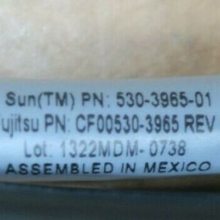 Sun(TM) PN: 530-3965-01
ujitsu PN: CF00530-3965 REV
Lot: 1322MDM- 0738
ASSEMBLED IN MEXICO